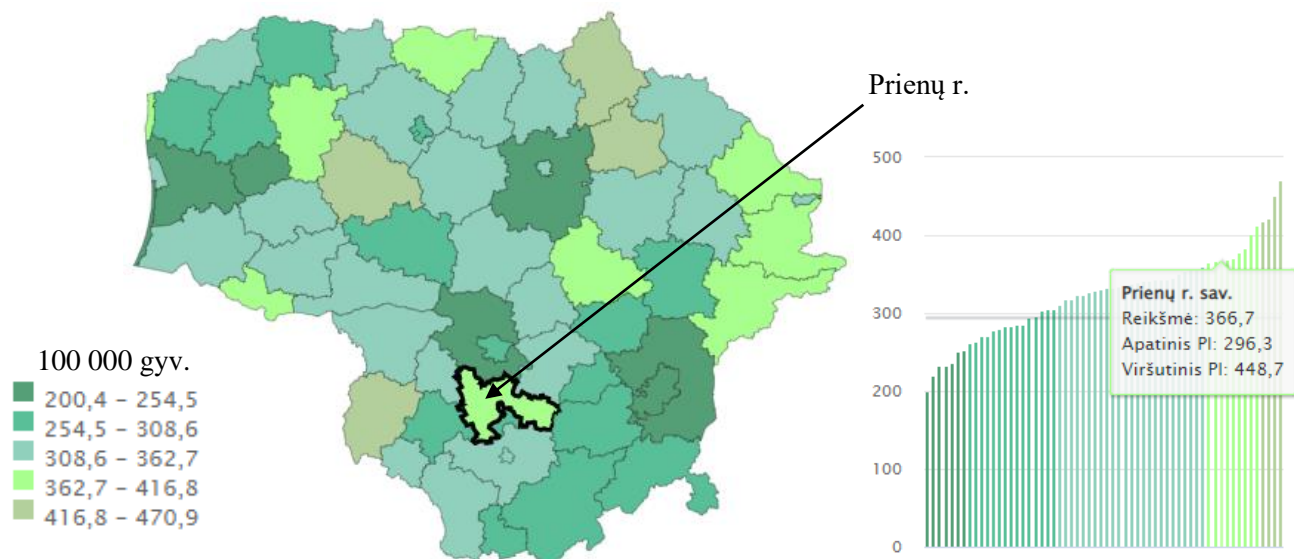 Prienų r.
100 000 gyv.
200,4 – 254,5
254,5 – 308,6
308,6 – 362,7
362,7 – 416,8
416,8 – 470,9
500
400
300
200
100
0
Prienų r. sav.
Reikšmė: 366,7
Apatinis PI: 296,3
Viršutinis PI: 448,7